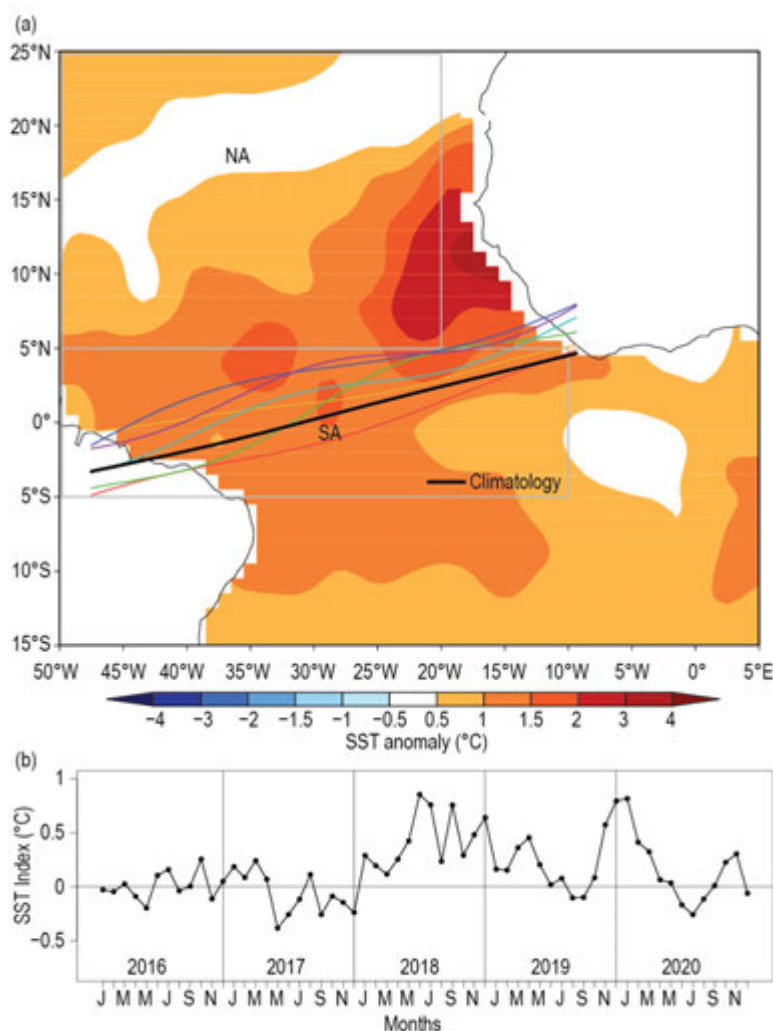 (a)
25°N
20°N
NA
15°N
10°N
5°N
0°
SA
Climatology
5°S
10°S
15°S
50°W 45°W 40°W 35°W 30°W 25°W 20°W 15°W 10°W 5°W 0° 5°E
−4 −3 −2 −1.5 −1 −0.5 0.5 1 1.5 2 3 4
SST anomaly (°C)
(b)
1
0.5
0
−0.5
SST Index (°C)
2016 2017 2018 2019 2020
J M M J S N J M M J S N J M M J S N J M M J S N J M M J S N
Months